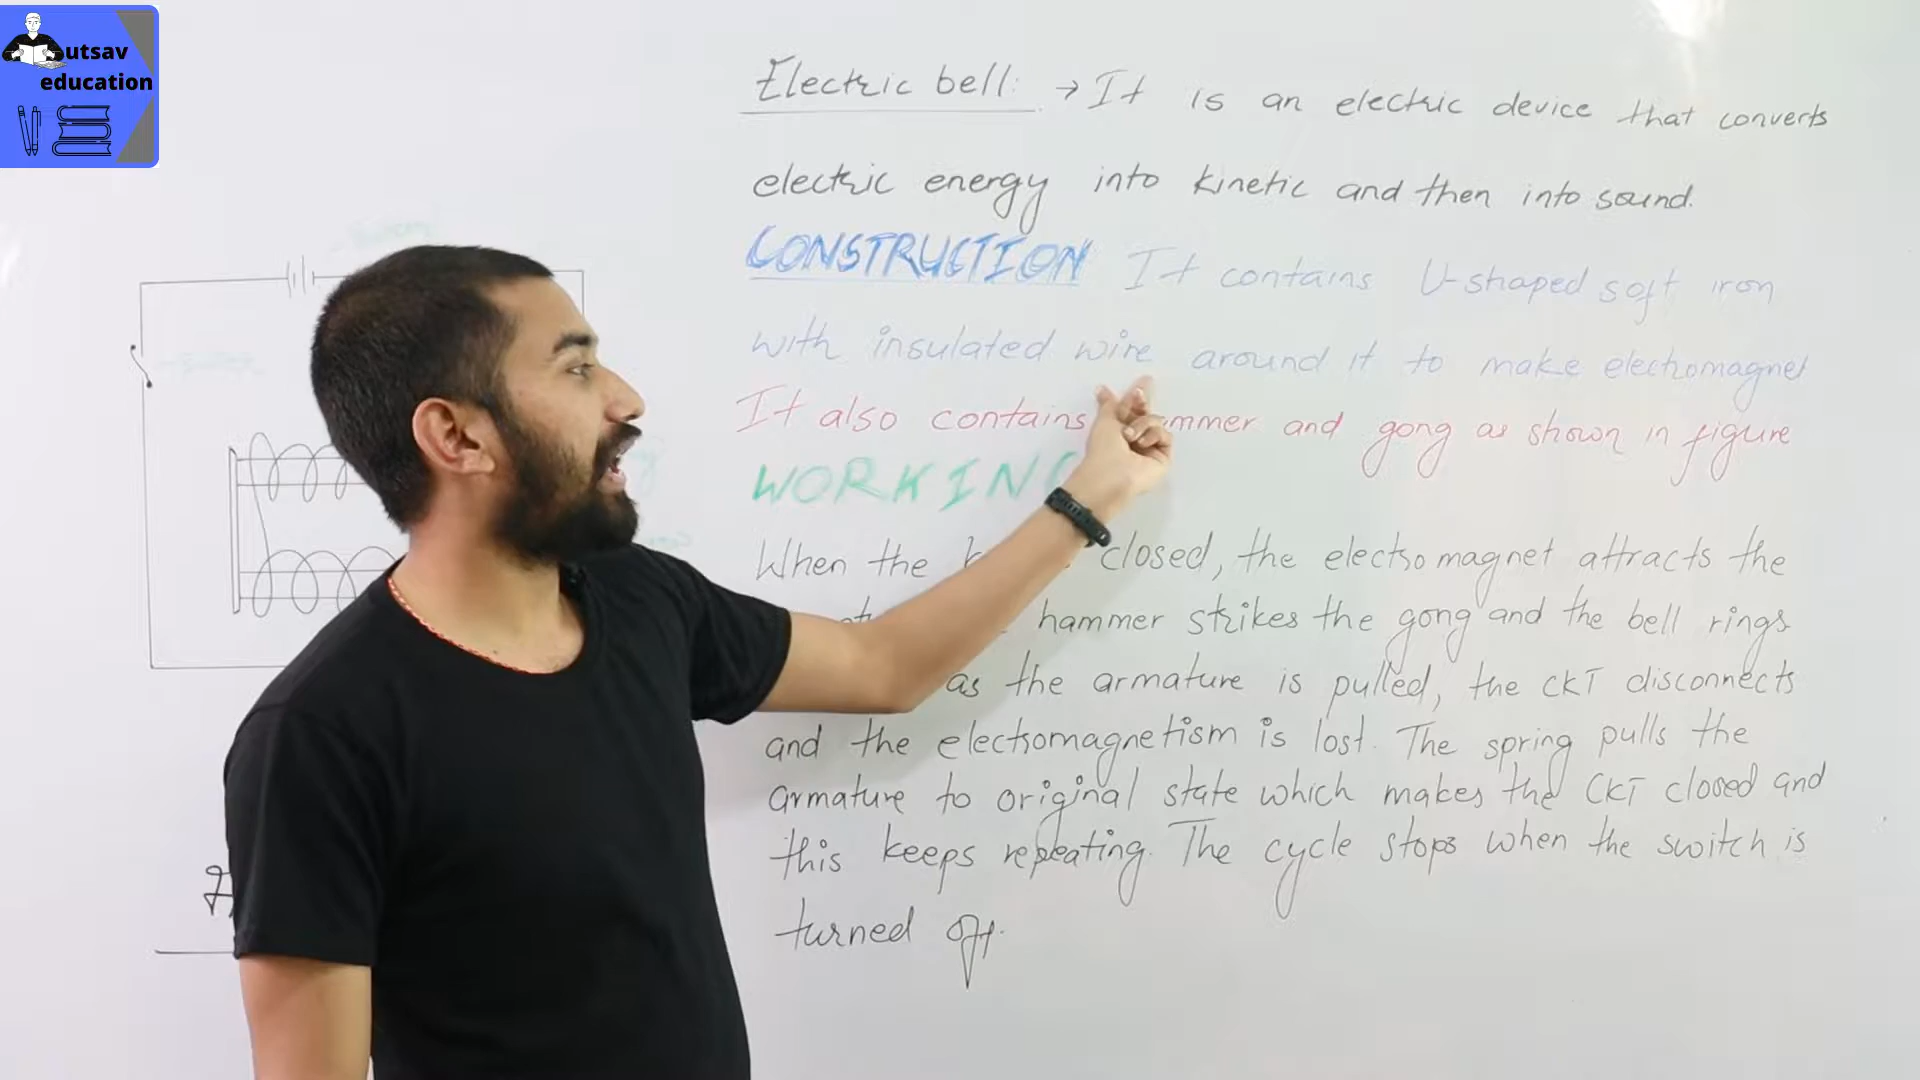 utsav
education
Electric bell: → It is an electric device that converts
electric energy into kinetic and then into sound.
CONSTRUCTION It contains U-shaped soft iron
with insulated wire around it to make electromagnet
It also contains mmer and gong as shown in figure
WORKING
When the closed, the electromagnet attracts the
hammer strikes the gong and the bell rings
as the armature is pulled, the CKT disconnects
and the electromagnetism is lost. The spring pulls the
armature to original state which makes the CKT closed and
this keeps repeating. The cycle stops when the switch is
turned off.